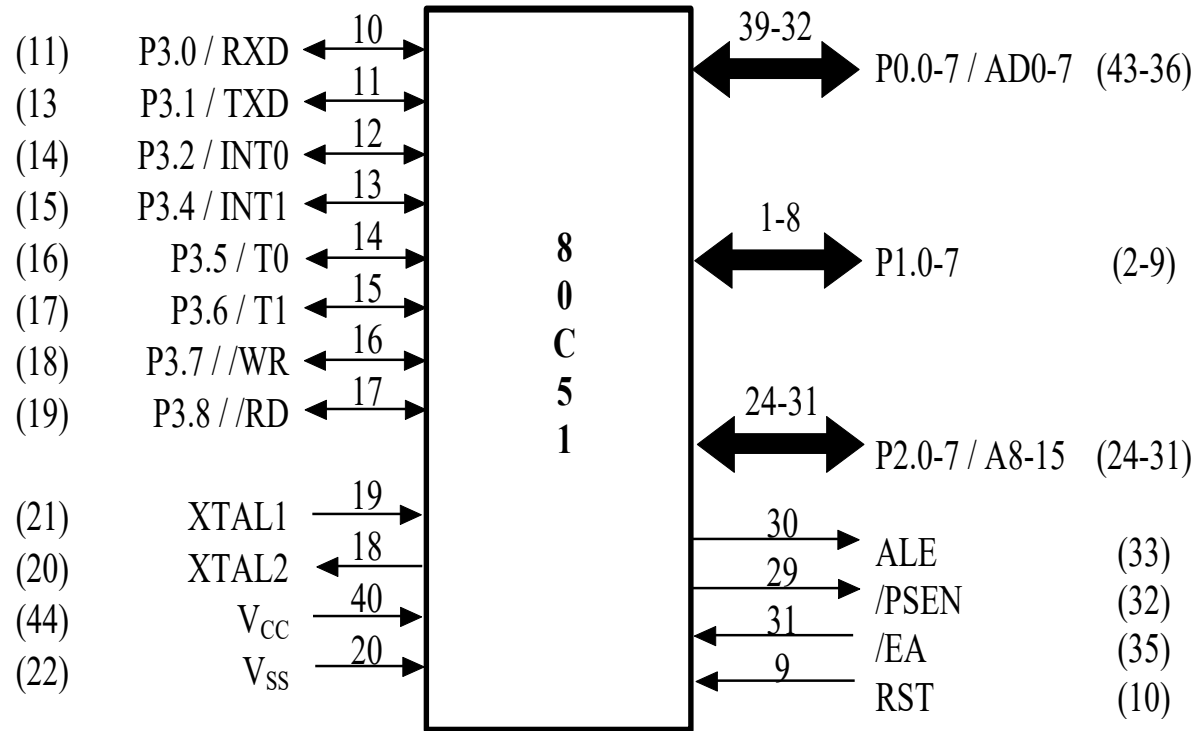 (11) P3.0 / RXD 10
(13 P3.1 / TXD 11
(14) P3.2 / INT0 12
(15) P3.4 / INT1 13
(16) P3.5 / T0 14
(17) P3.6 / T1 15
(18) P3.7 / /WR 16
(19) P3.8 / /RD 17
(21) XTAL1 19
(20) XTAL2 18
(44) VCC 40
(22) VSS 20
8
0
C
5
1
39-32
P0.0-7 / AD0-7 (43-36)
1-8
P1.0-7 (2-9)
24-31
P2.0-7 / A8-15 (24-31)
30
ALE (33)
29
/PSEN (32)
31
/EA (35)
9
RST (10)